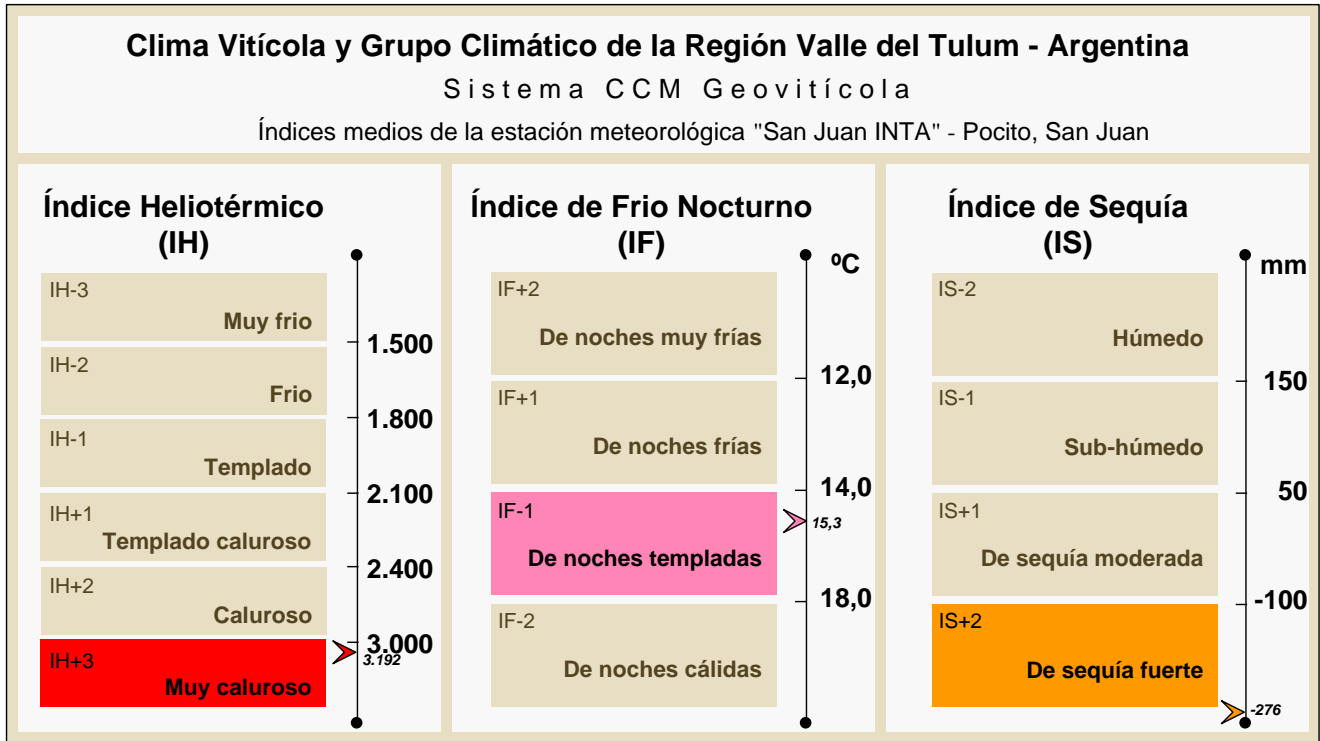 Clima Vitícola y Grupo Climático de la Región Valle del Tulum - Argentina
Sistema CCM Geovitícola
Índices medios de la estación meteorológica "San Juan INTA" - Pocito, San Juan
Índice Heliotérmico
(IH)
IH-3
Muy frio
1.500
IH-2
Frio
1.800
IH-1
Templado
2.100
IH+1
Templado caluroso
2.400
IH+2
Caluroso
3.000
IH+3
3.192
Muy caluroso
Índice de Frio Nocturno
(IF)
ºC
IF+2
De noches muy frías
12,0
IF+1
De noches frías
14,0
IF-1
15,3
De noches templadas
18,0
IF-2
De noches cálidas
Índice de Sequía
(IS)
mm
IS-2
Húmedo
150
IS-1
Sub-húmedo
50
IS+1
De sequía moderada
-100
IS+2
De sequía fuerte
-276